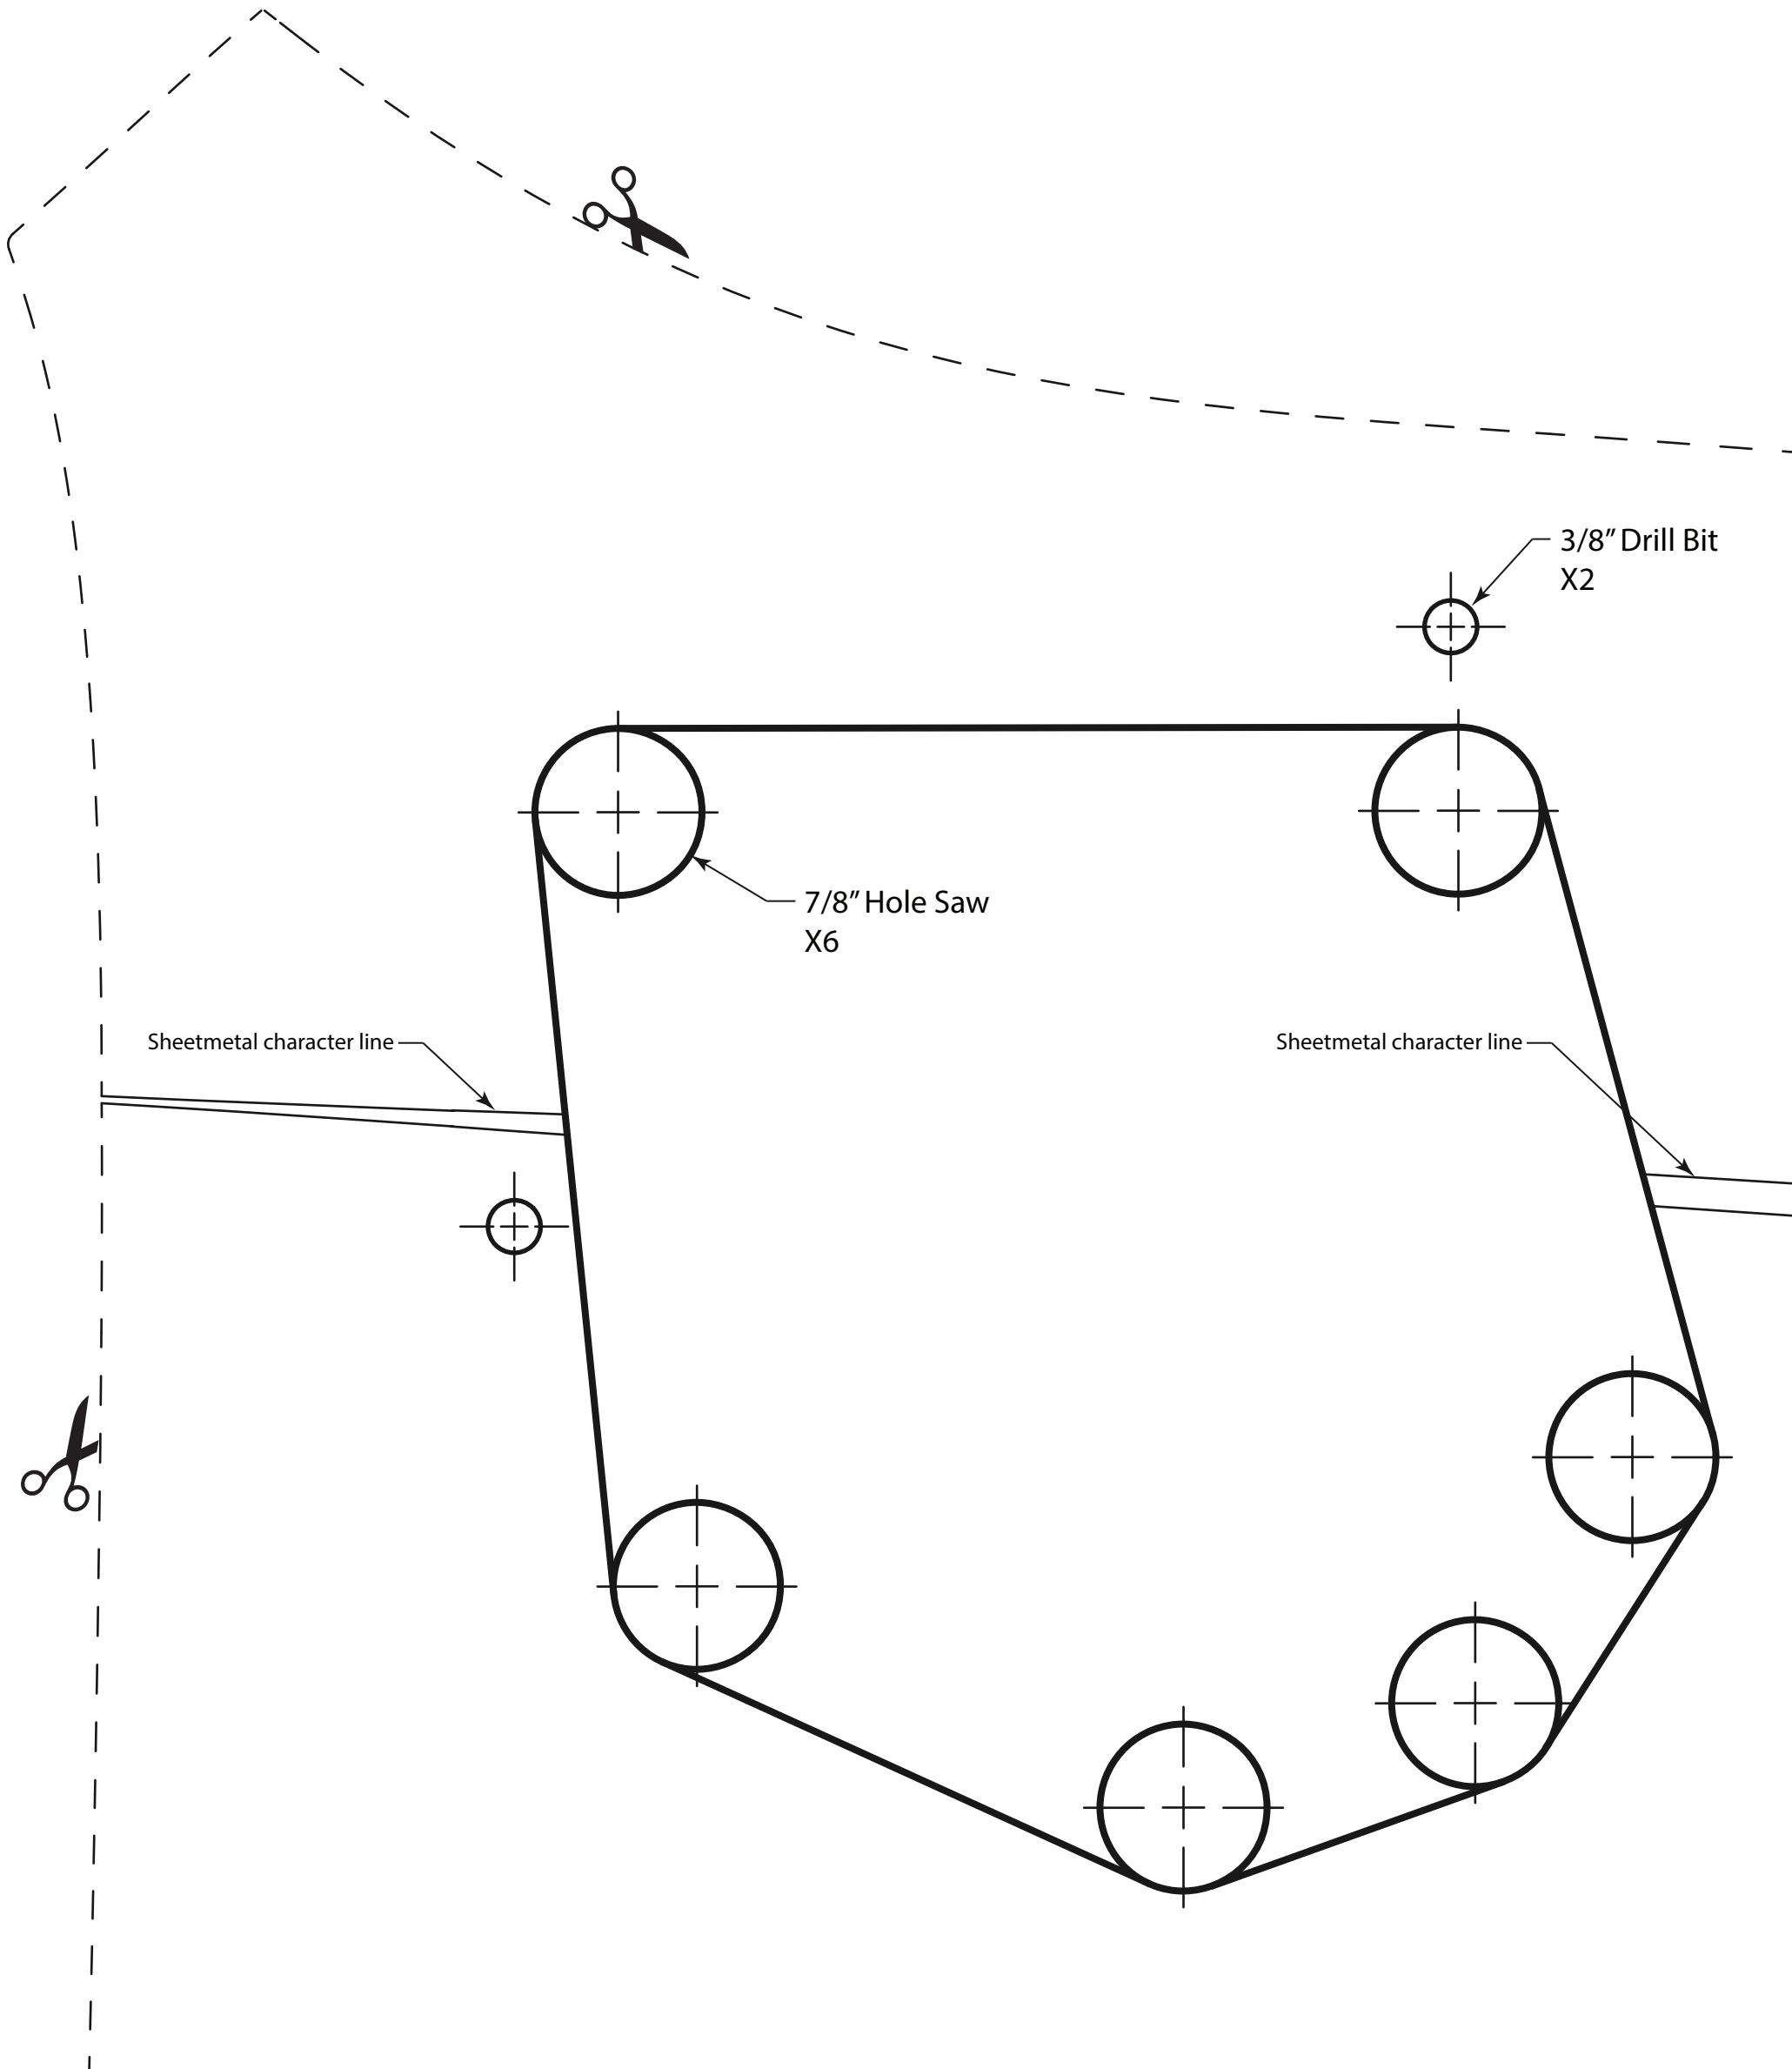 3/8” Drill Bit
X2
7/8” Hole Saw
X6
Sheetmetal character line
Sheetmetal character line